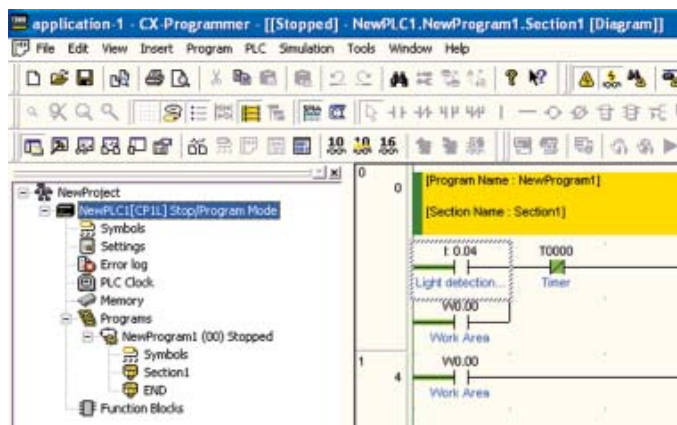 application-1 - CX-Programmer - [[Stopped] - NewPLC1.NewProgram1.Section1 [Diagram]]
File Edit View Insert Program PLC Simulation Tools Window Help
10 10 16
NewProject
NewPLC1[CP1L] Stop/Program Mode
Symbols
Settings
Error log
PLC Clock
Memory
Programs
NewProgram1 (00) Stopped
Symbols
Section1
END
Function Blocks
0
0
[Program Name : NewProgram1]
[Section Name : Section1]
I: 0.04 T0000
Light detection... Timer
W0.00
Work Area
1
4
W0.00
Work Area